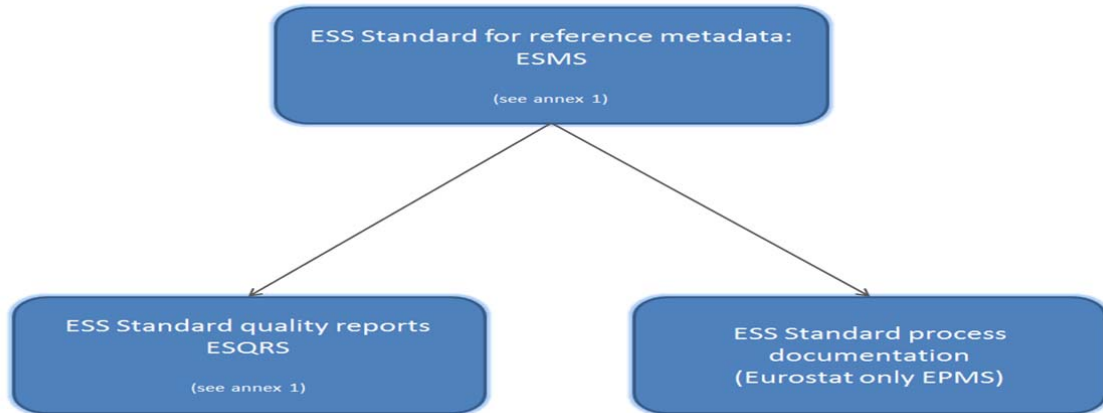 ESS Standard for reference metadata:
ESMS
(see annex 1)
ESS Standard quality reports
ESQRS
(see annex 1)
ESS Standard process
documentation
(Eurostat only EPMS)